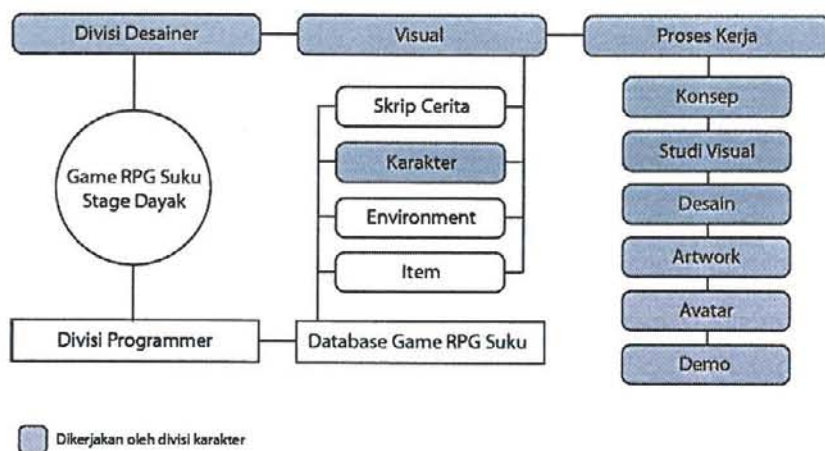 Divisi Desainer
Visual
Proses Kerja
Game RPG Suku
Stage Dayak
Skrip Cerita
Karakter
Environment
Item
Konsep
Studi Visual
Desain
Artwork
Avatar
Demo
Divisi Programmer
Database Game RPG Suku
Dikerjakan oleh divisi karakter